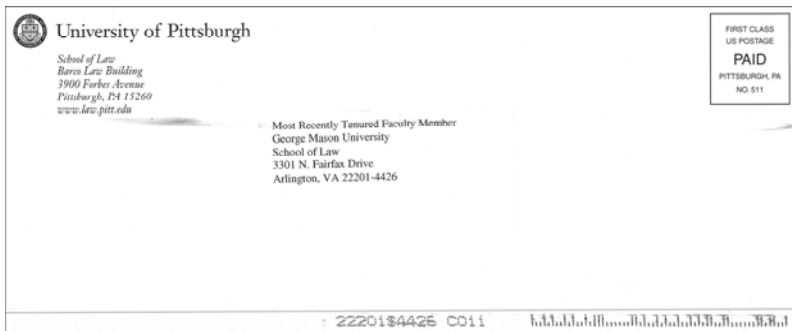 University of Pittsburgh
School of Law
Barco Law Building
3900 Forbes Avenue
Pittsburgh, PA 15260
www.law.pitt.edu
FIRST CLASS
US POSTAGE
PAID
PITTSBURGH, PA
NO. 511
Most Recently Tenured Faculty Member
George Mason University
School of Law
3301 N. Fairfax Drive
Arlington, VA 22201-4426
22201$4426 C011